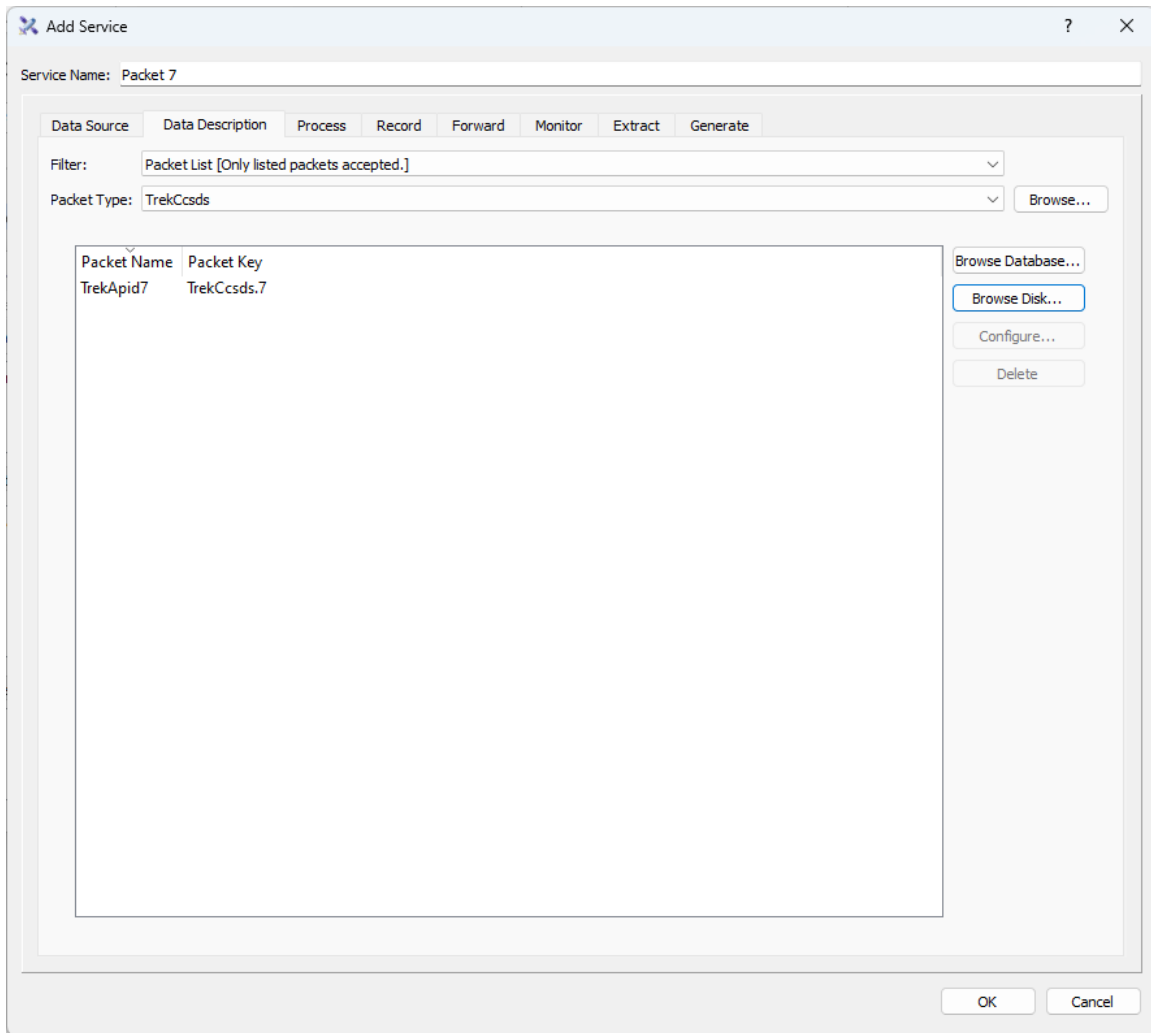 Add Service
?
Service Name: Packet 7
Data Source Data Description Process Record Forward Monitor Extract Generate
Filter: Packet List [Only listed packets accepted.]
Packet Type: TrekCcsds Browse...
Packet Name Packet Key Browse Database...
TrekApid7 TrekCcsds.7 Browse Disk...
Configure...
Delete
OK Cancel